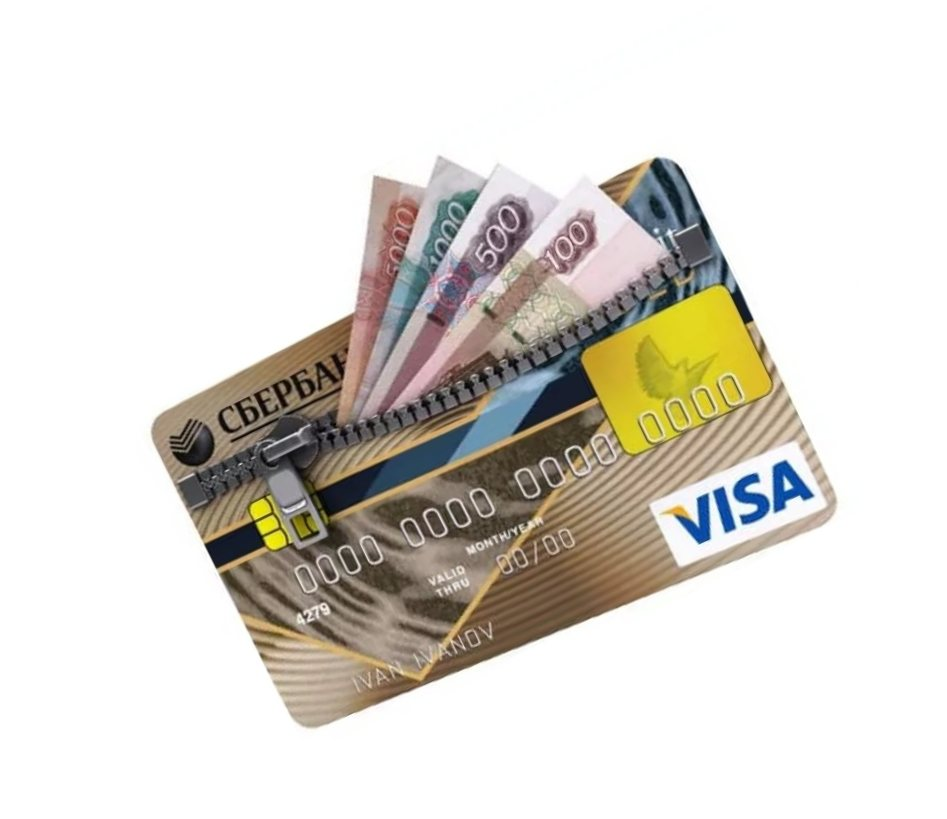 5000
1000
500
100
СБЕРБАН
0000 0000 0000 0000
4279
MONTH/YEAR
VALID
THRU
00/00
VISA
IVAN IVANOV